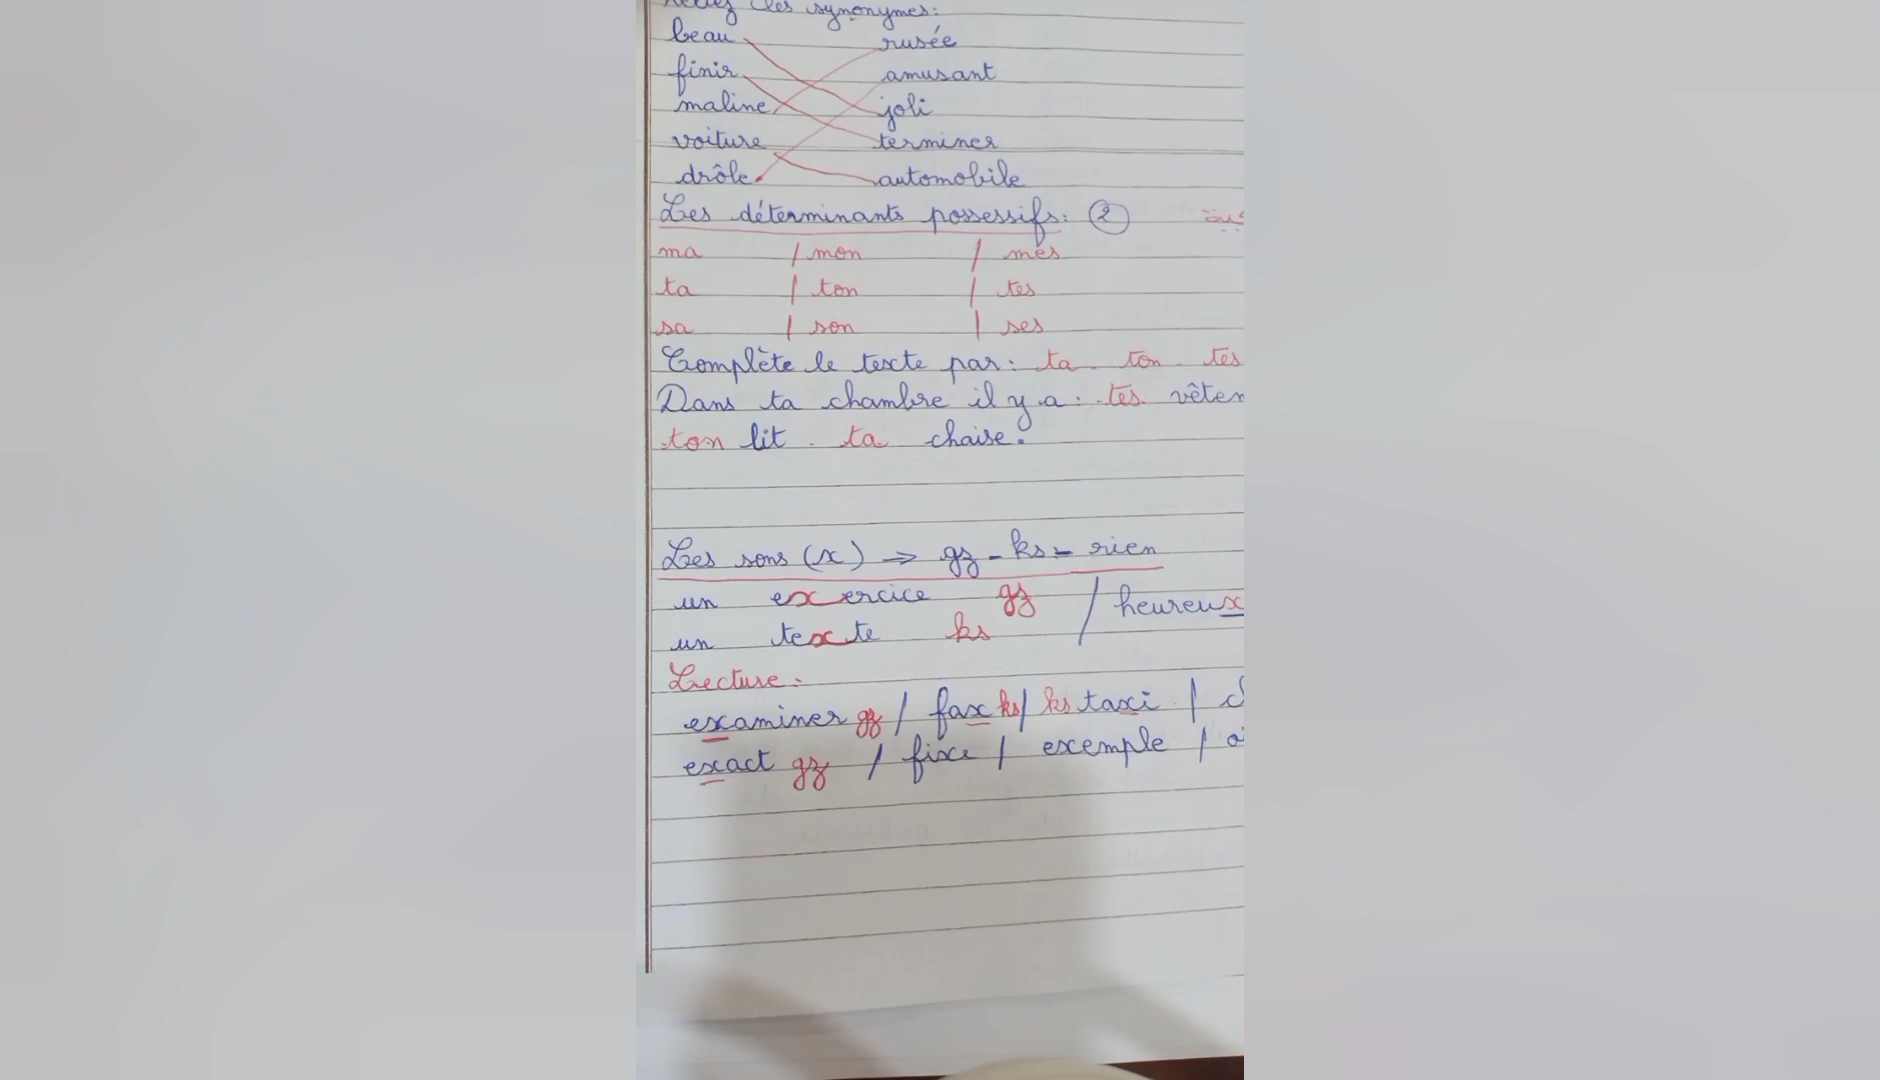 les synonymes:
beau rusée
finir amusant
maline joli
voiture terminer
drôle automobile
Les déterminants possessifs: 2
ma / mon / mes
ta / ton / tes
sa / son / ses
Complète le texte par: ta - ton - tes
Dans ta chambre il y a: tes
ton lit - ta chaise.
Les sons (x) ⇒ gz - ks - rien
un exercice gz / heureux
un texte ks
Lecture:
examiner gz / fax ks / ks taxi /
exact gz / fixe / exemple /